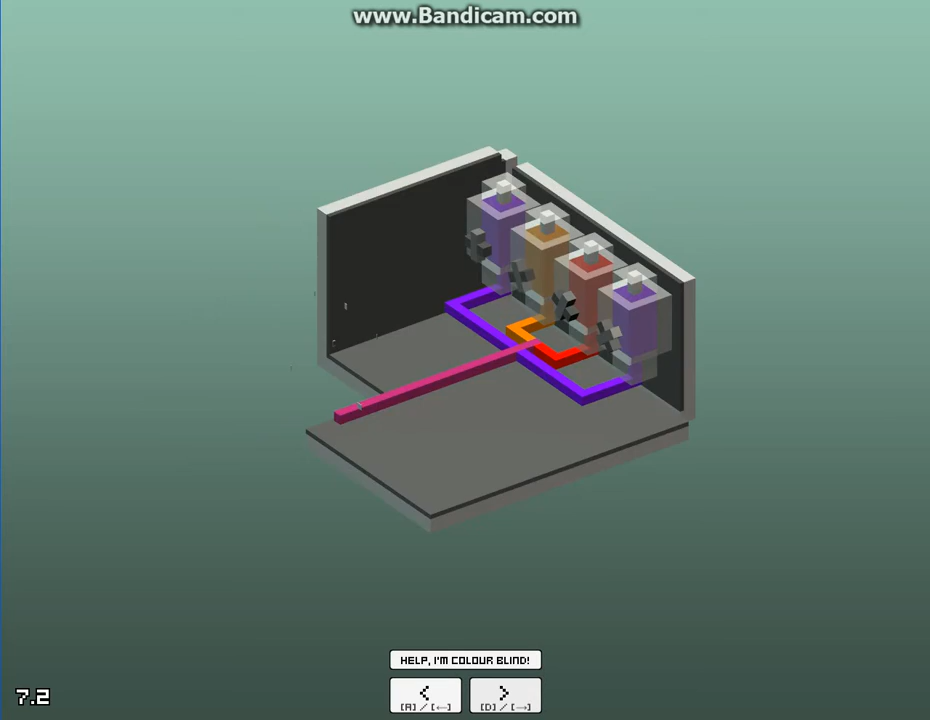 www.Bandicam.com
HELP, I'M COLOUR BLIND!
< >
[A] / [←] [D] / [→]
7.2